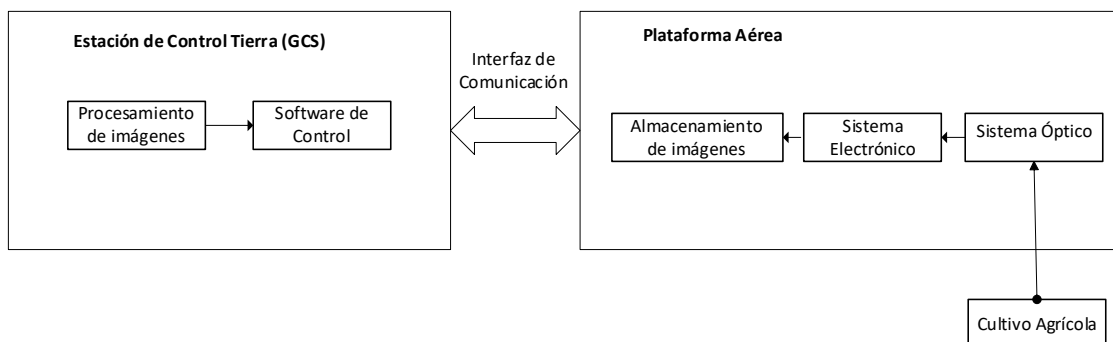 Estación de Control Tierra (GCS)
Procesamiento
de imágenes
Software de
Control
Interfaz de
Comunicación
Plataforma Aérea
Almacenamiento
de imágenes
Sistema
Electrónico
Sistema Óptico
Cultivo Agrícola